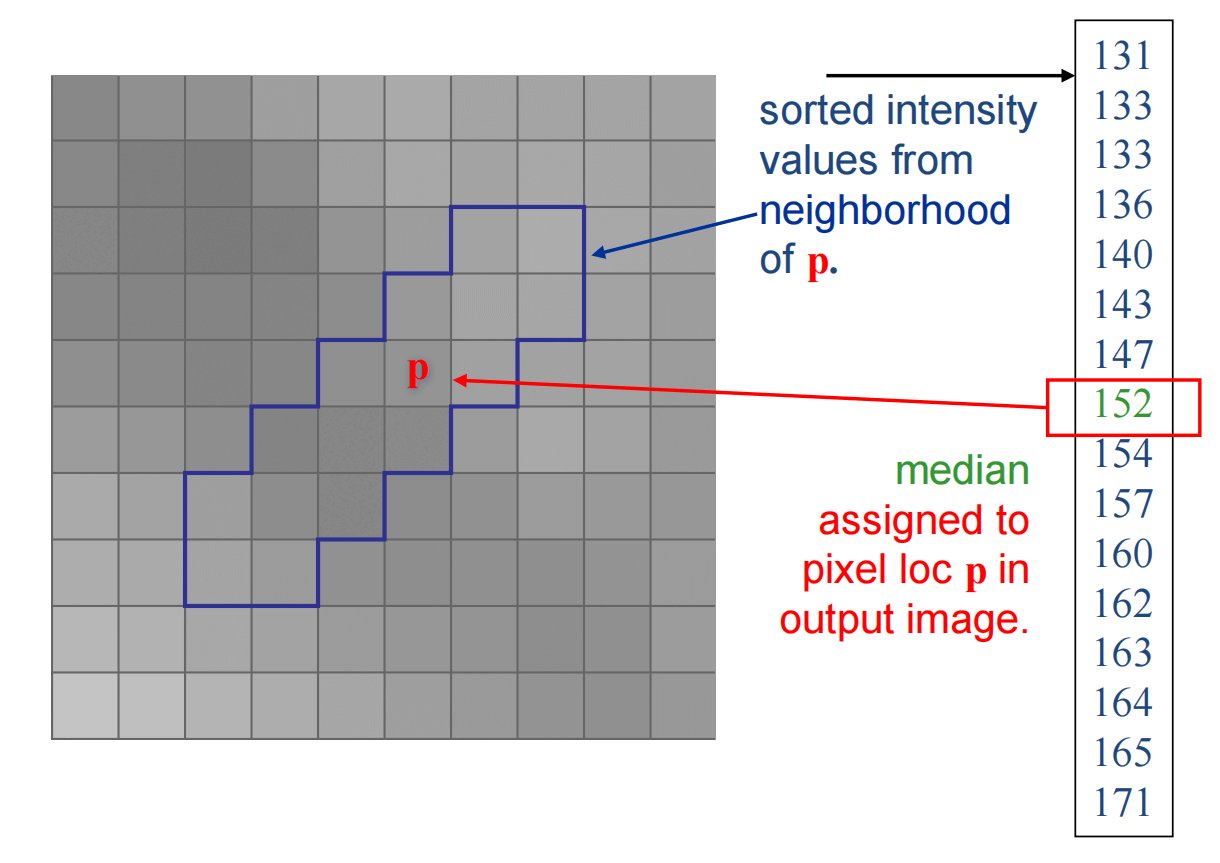 sorted intensity
values from
neighborhood
of p.
p
median
assigned to
pixel loc p in
output image.
131
133
133
136
140
143
147
152
154
157
160
162
163
164
165
171